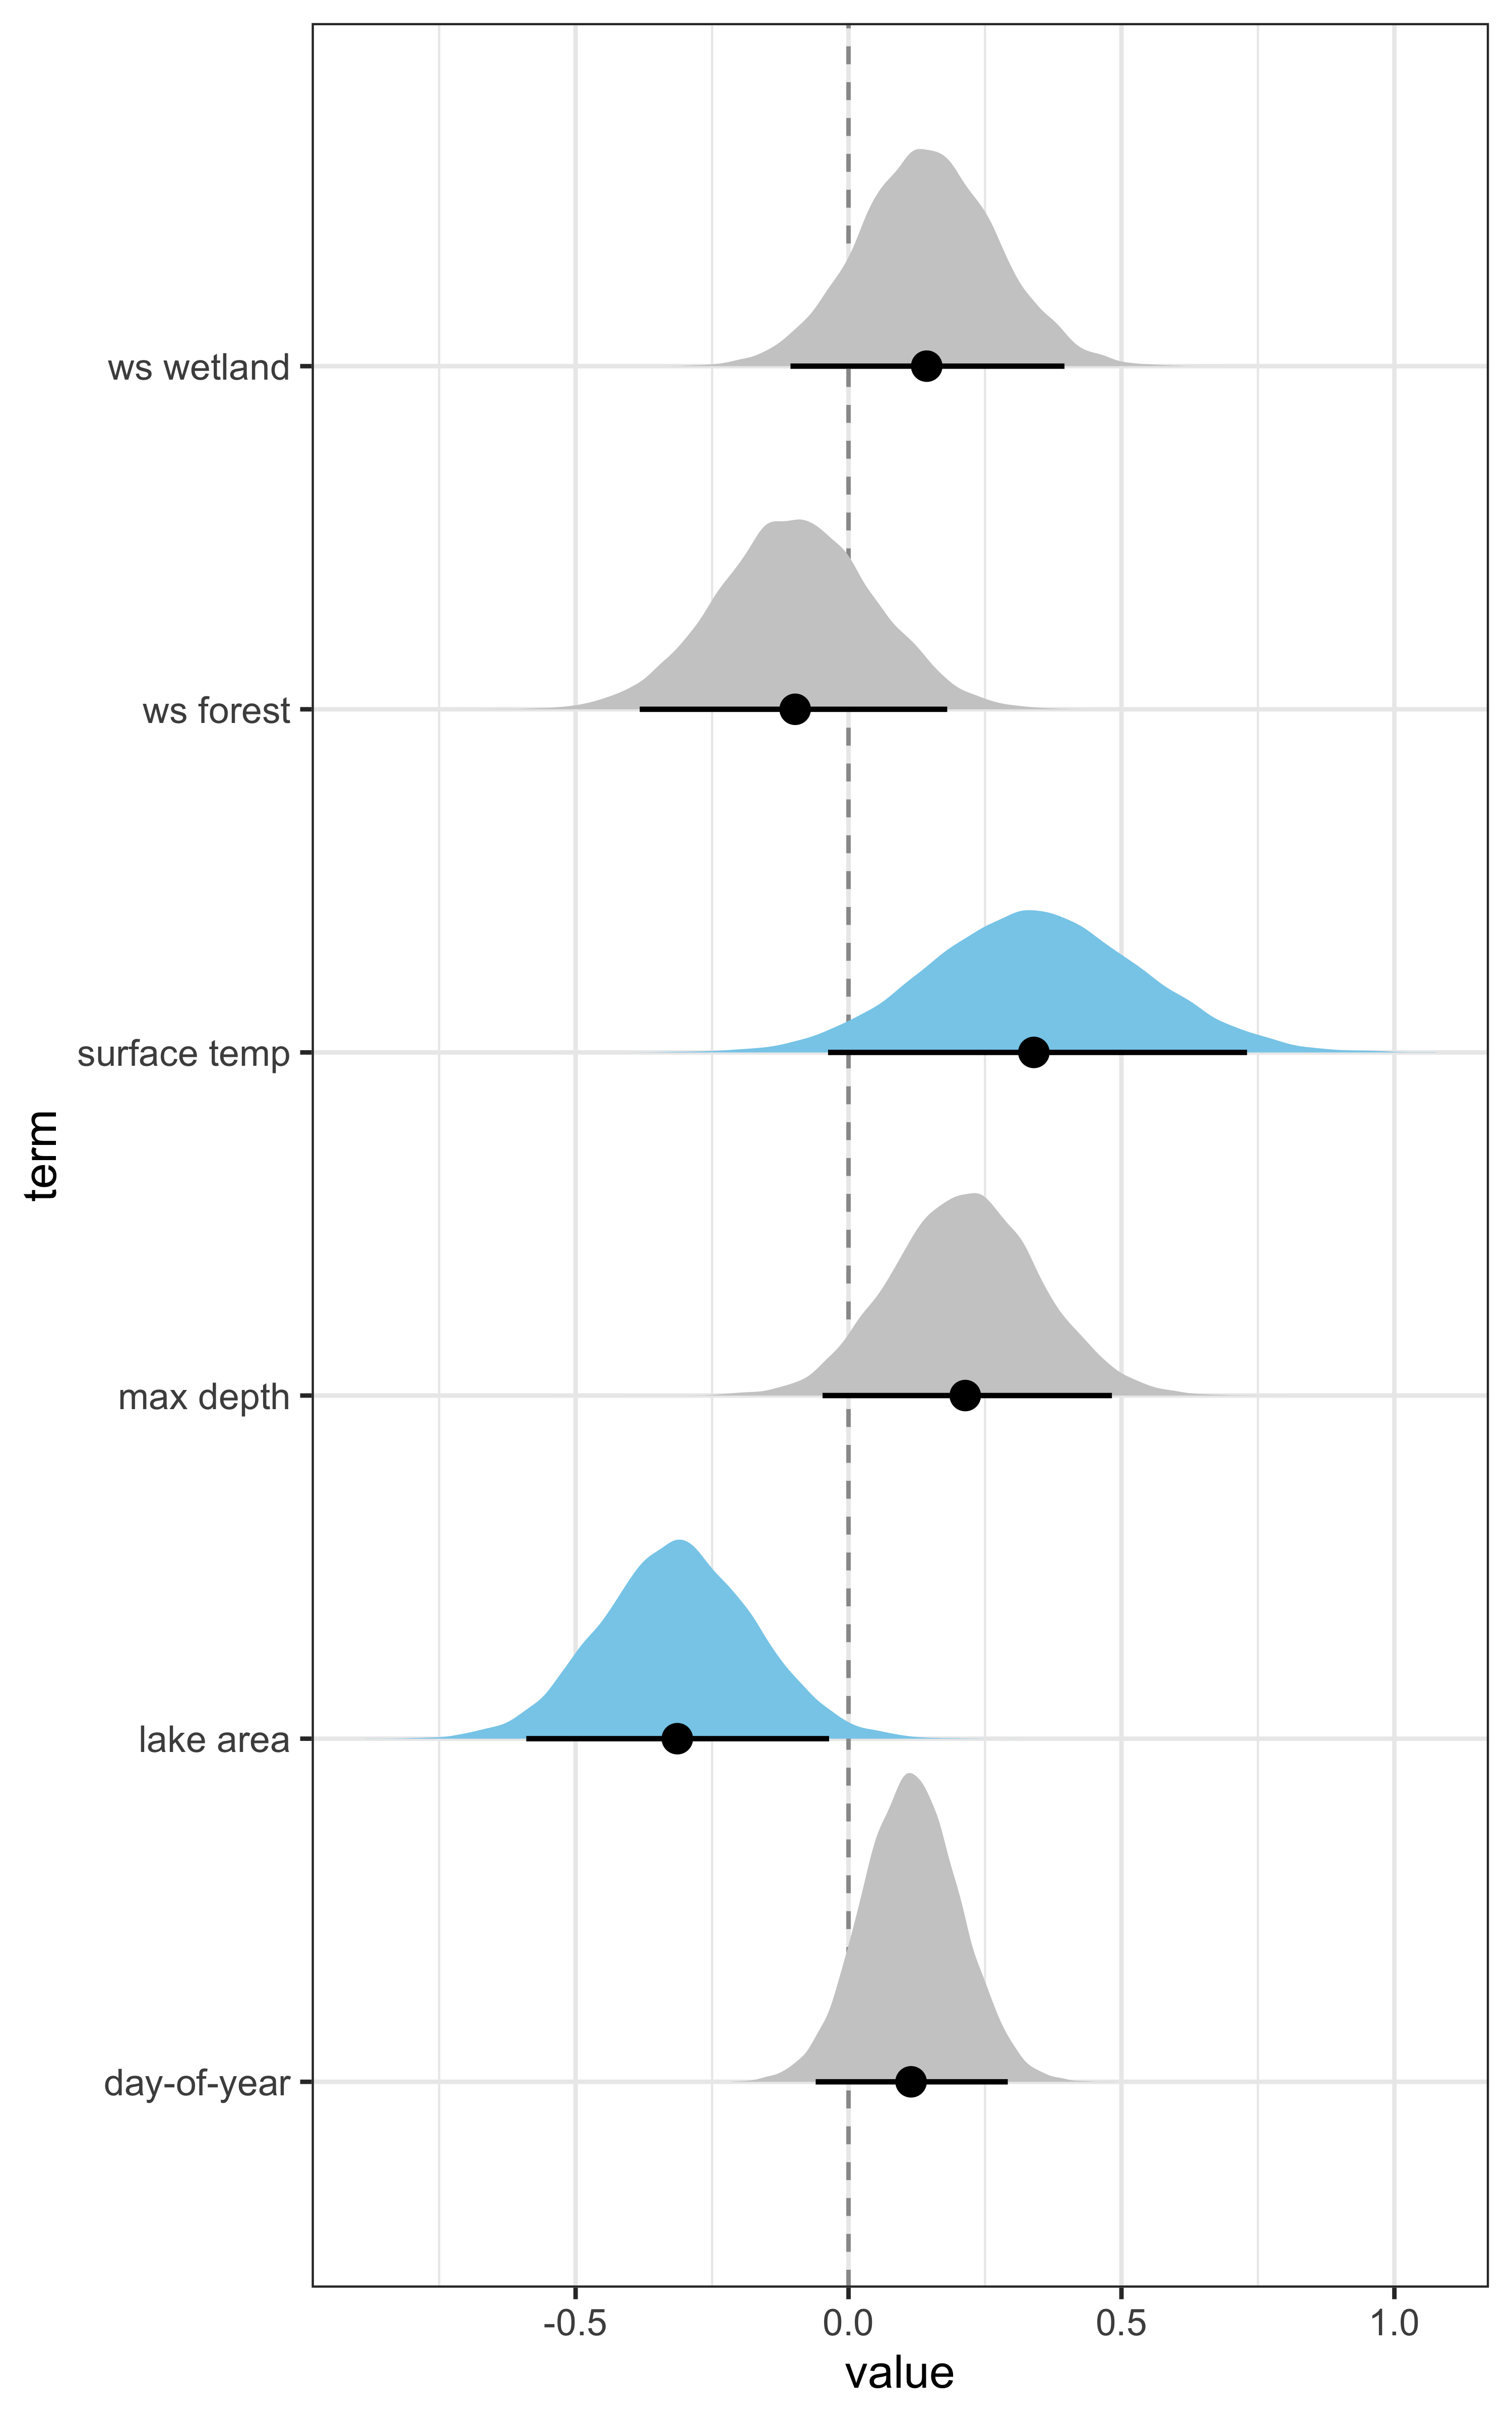 term
ws wetland
ws forest
surface temp
max depth
lake area
day-of-year
-0.5 0.0 0.5 1.0
value